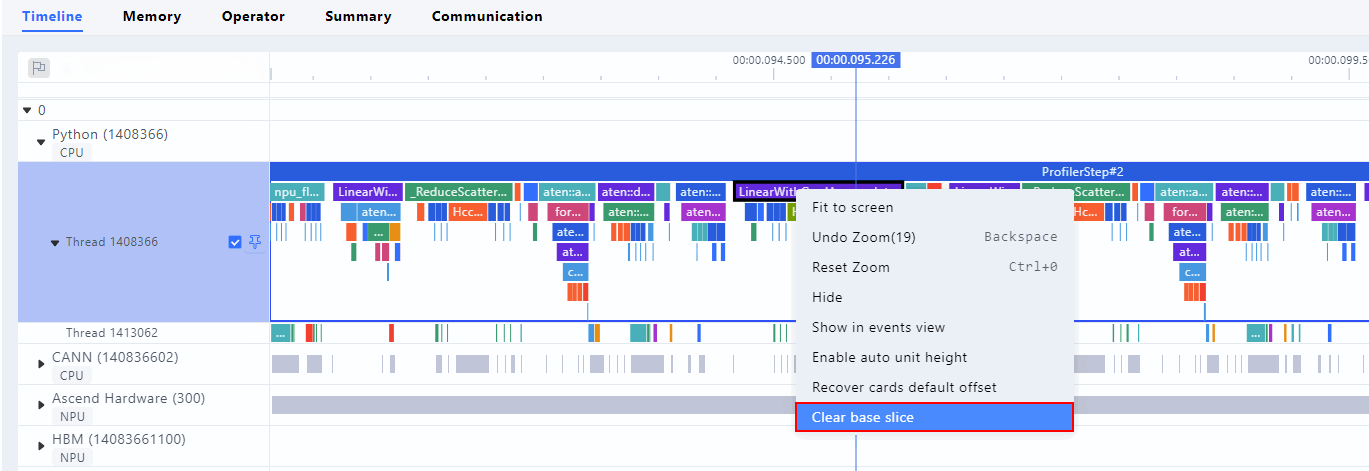 Timeline Memory Operator Summary Communication
00:00.094.500 00:00.095.226 00:00.099.5
0
Python (1408366)
CPU
ProfilerStep#2
npu_fl... LinearWi... _ReduceScatter... aten::a... aten::d... aten::...
aten... Hcc... for... aten::... aten::...
... ate...
at...
c...
Thread 1408366
aten::a... aten::d... aten::...
Hc... for... aten... aten...
ate...
at...
c...
Fit to screen
Undo Zoom(19) Backspace
Reset Zoom Ctrl+0
Hide
Show in events view
Enable auto unit height
Recover cards default offset
Clear base slice
Thread 1413062
... ...
CANN (140836602)
CPU
Ascend Hardware (300)
NPU
HBM (14083661100)
NPU